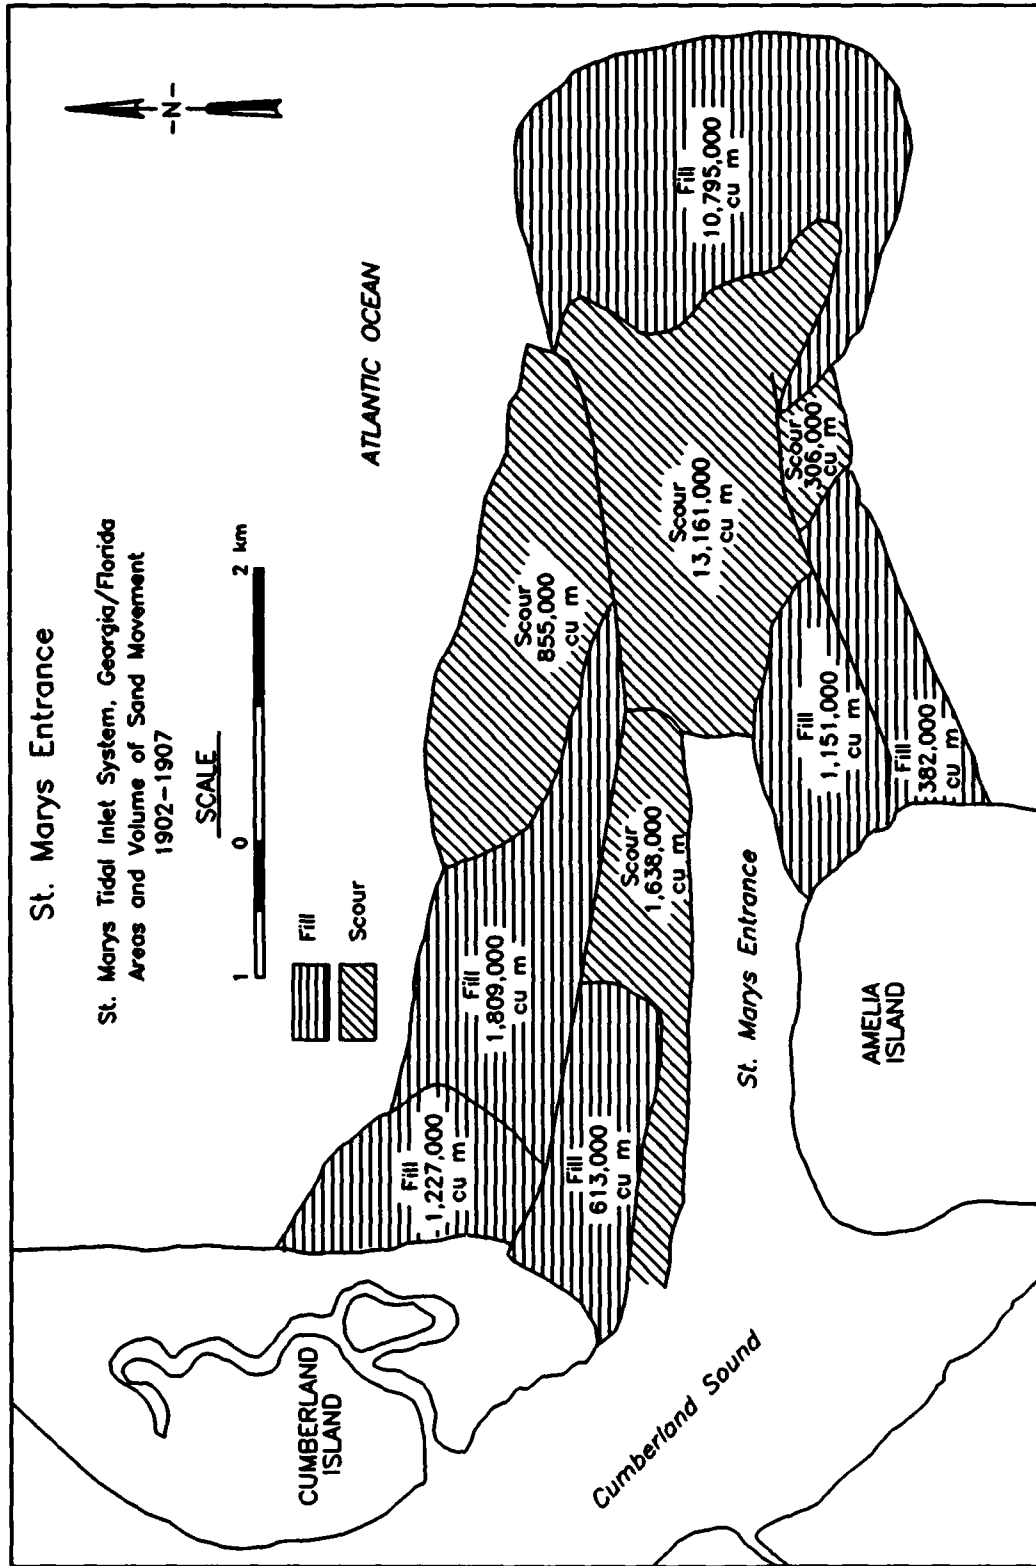 St. Marys Entrance
St. Marys Tidal Inlet System, Georgia/Florida
Areas and Volume of Sand Movement
1902-1907
SCALE
1 0 2 km
Fill
Scour
-N-
ATLANTIC OCEAN
CUMBERLAND
ISLAND
Fill
1,227,000
cu m
Fill
1,809,000
cu m
Scour
855,000
cu m
Fill
10,795,000
cu m
Fill
613,000
cu m
Scour
1,638,000
cu m
Scour
13,161,000
cu m
Scour
306,000
cu m
Fill
1,151,000
cu m
Fill
382,000
cu m
St. Marys Entrance
AMELIA
ISLAND
Cumberland Sound